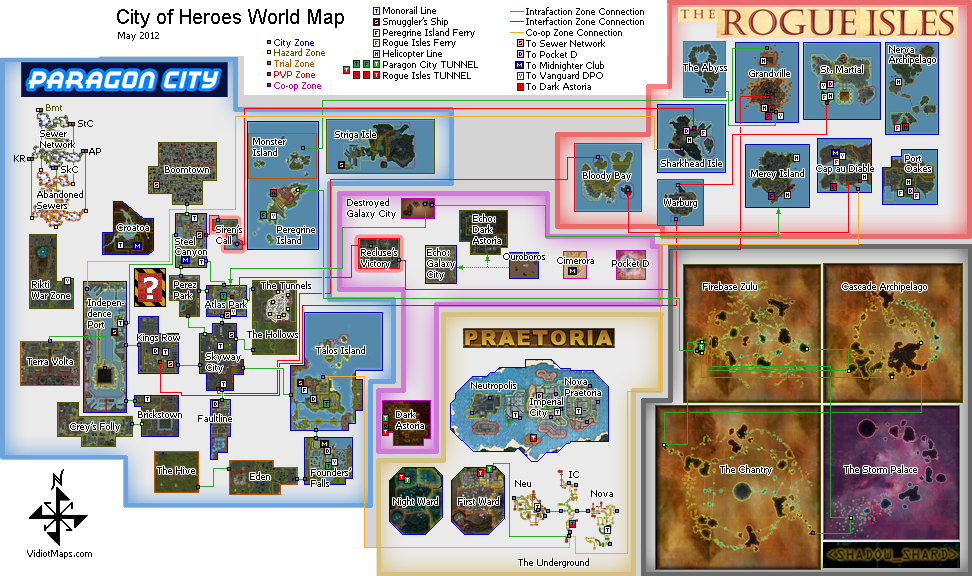 City of Heroes World Map
May 2012
City Zone
Hazard Zone
Trial Zone
PVP Zone
Co-op Zone
T Monorail Line
S Smuggler's Ship
F Peregrine Island Ferry
F Rogue Isles Ferry
H Helicorter Line
T T T Paragon City TUNNEL
T T T Rogue Isles TUNNEL
Intrafaction Zone Connection
Interfaction Zone Connection
Co-op Zone Connection
S To Sewer Network
D To Pocket D
M To Midnighter Club
V To Vanguard DPO
To Dark Astoria
THE ROGUE ISLES
The Abyss
Grandville
St. Martial
Nerva
Archipelago
Sharkhead Isle
Bloody Bay
Warburg
Mercy Island
Cap au Diable
Port
Oakes
PARAGON CITY
Bmt
StC
Sewer
Network
KR
AP
SkC
Abandoned
Sewers
Boomtown
Monster
Island
Striga Isle
Peregrine
Island
Croatoa
Steel
Canyon
Siren's
Call
Rikti
War Zone
?
Perez
Park
Atlas Park
The Tunnels
Indepen-
dence
Port
Kings Row
The Hollows
Terra Volta
Skyway
City
Talos Island
Brickstown
Faultline
Crey's Folly
The Hive
Eden
Founders'
Falls
Destroyed
Galaxy City
Recluse's
Victory
Echo:
Dark
Astoria
Echo:
Galaxy
City
Ouroboros
Cimerora
Pocket D
Dark
Astoria
PRAETORIA
Neutropolis
Nova
Praetoria
Imperial
City
Night Ward
First Ward
Neu
IC
Nova
The Underground
Firebase Zulu
Cascade Archipelago
The Chantry
The Storm Palace
<SHADOW_SHARD>
N
VidiotMaps.com